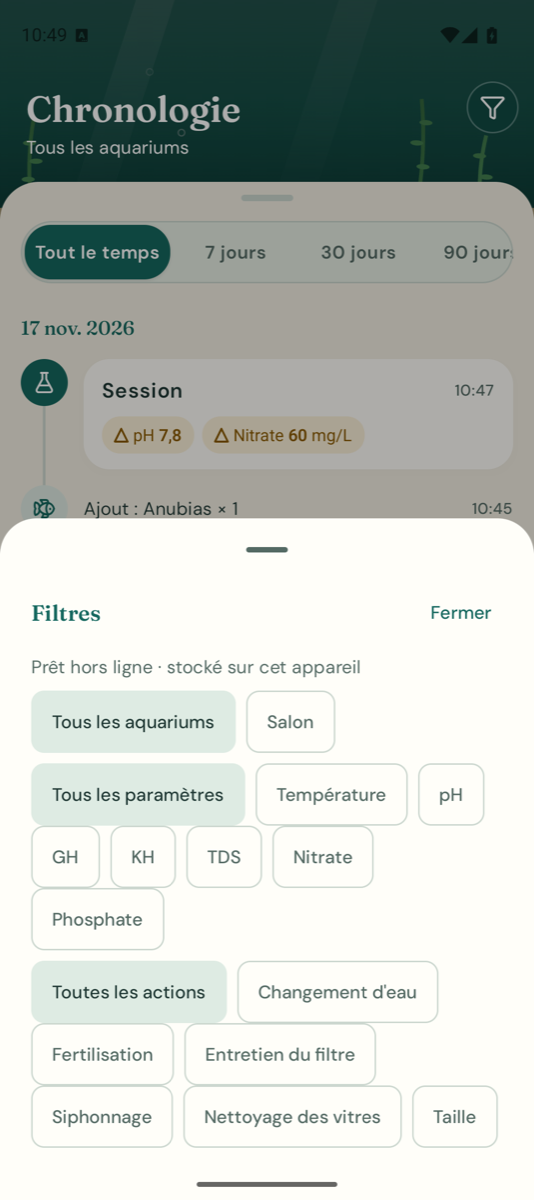 10:49
Chronologie
Tous les aquariums
Tout le temps 7 jours 30 jours 90 jours
17 nov. 2026
Session 10:47
pH 7,8 Nitrate 60 mg/L
Ajout : Anubias × 1 10:45
Filtres Fermer
Prêt hors ligne · stocké sur cet appareil
Tous les aquariums Salon
Tous les paramètres Température pH
GH KH TDS Nitrate
Phosphate
Toutes les actions Changement d'eau
Fertilisation Entretien du filtre
Siphonnage Nettoyage des vitres Taille